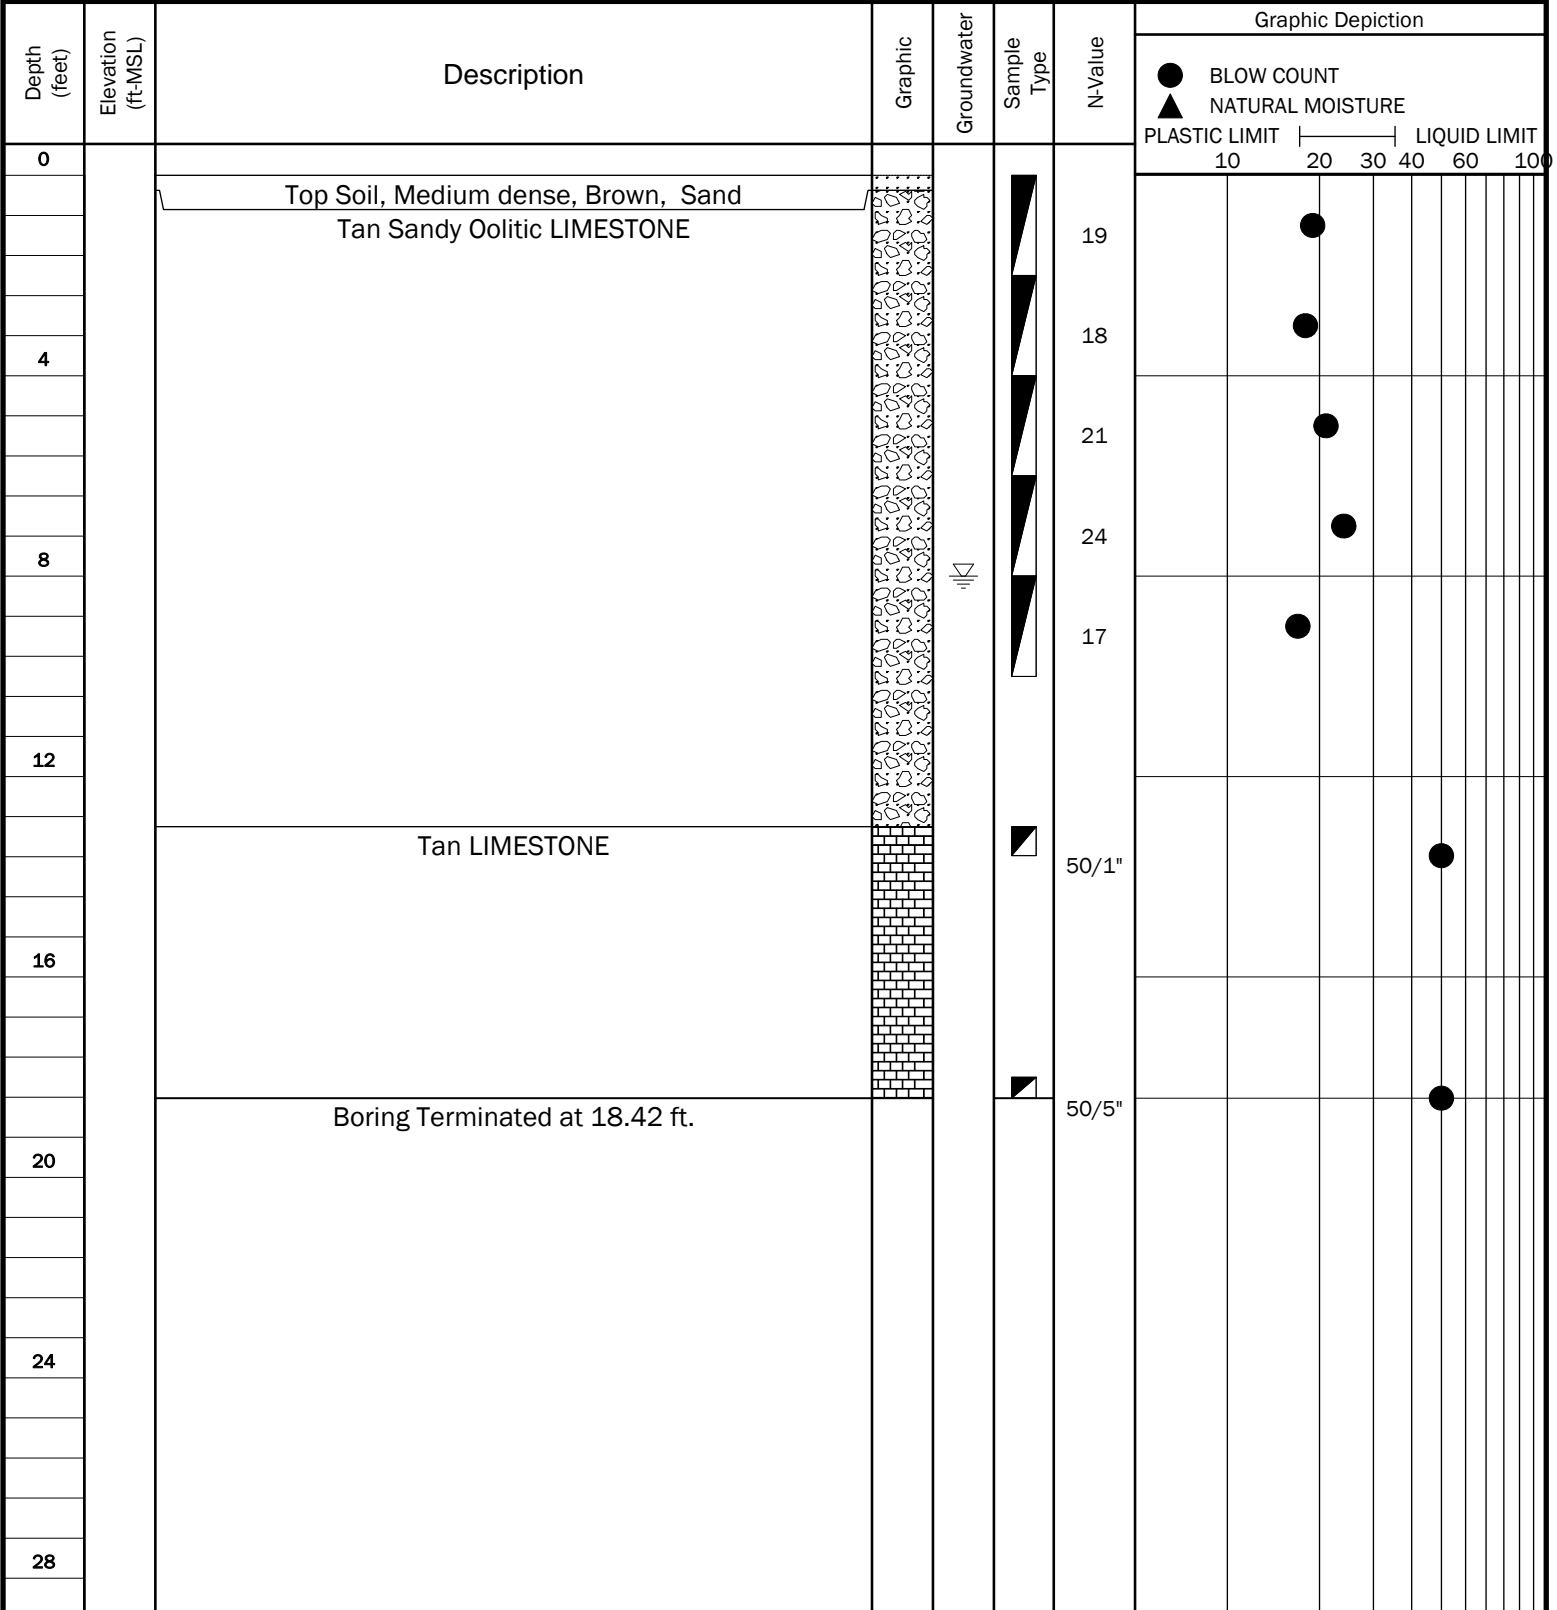 Graphic Depiction
Depth
(feet)
Elevation
(ft-MSL)
Description
Graphic
Groundwater
Sample
Type
N-Value
BLOW COUNT
NATURAL MOISTURE
PLASTIC LIMIT LIQUID LIMIT
0 10 20 30 40 60 100
Top Soil, Medium dense, Brown, Sand
Tan Sandy Oolitic LIMESTONE
19
18
4
21
24
8
17
12
Tan LIMESTONE
50/1"
16
50/5"
Boring Terminated at 18.42 ft.
20
24
28